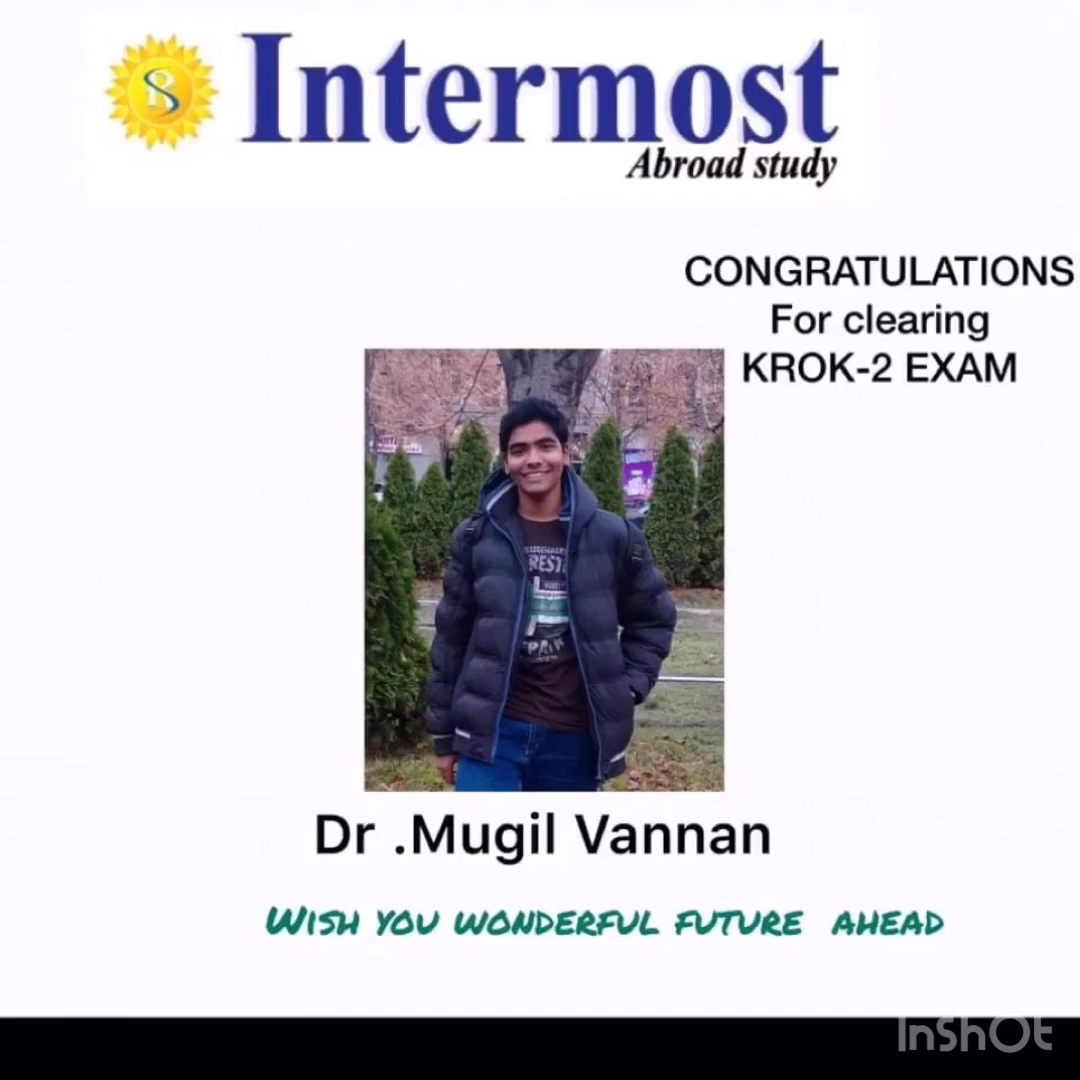 Intermost
Abroad study
CONGRATULATIONS
For clearing
KROK-2 EXAM
Dr .Mugil Vannan
WISH YOU WONDERFUL FUTURE AHEAD
InShOt